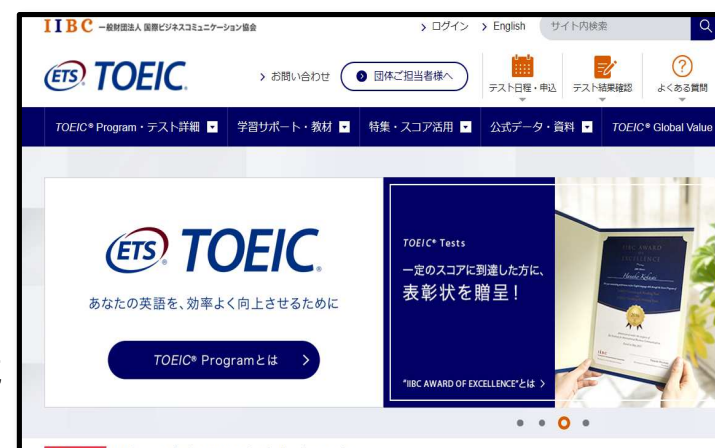 IIBC 一般財団法人 国際ビジネスコミュニケーション協会
ログイン
English
サイト内検索
ETS TOEIC
お問い合わせ
団体ご担当者様へ
テスト日程・申込
テスト結果確認
よくある質問
TOEIC® Program・テスト詳細
学習サポート・教材
特集・スコア活用
公式データ・資料
TOEIC® Global Value
ETS® TOEIC®
あなたの英語を、効率よく向上させるために
TOEIC® Programとは
TOEIC® Tests
一定のスコアに到達した方に、
表彰状を贈呈!
"IIBC AWARD OF EXCELLENCE"とは
IIBC AWARD
EXCELLENCE